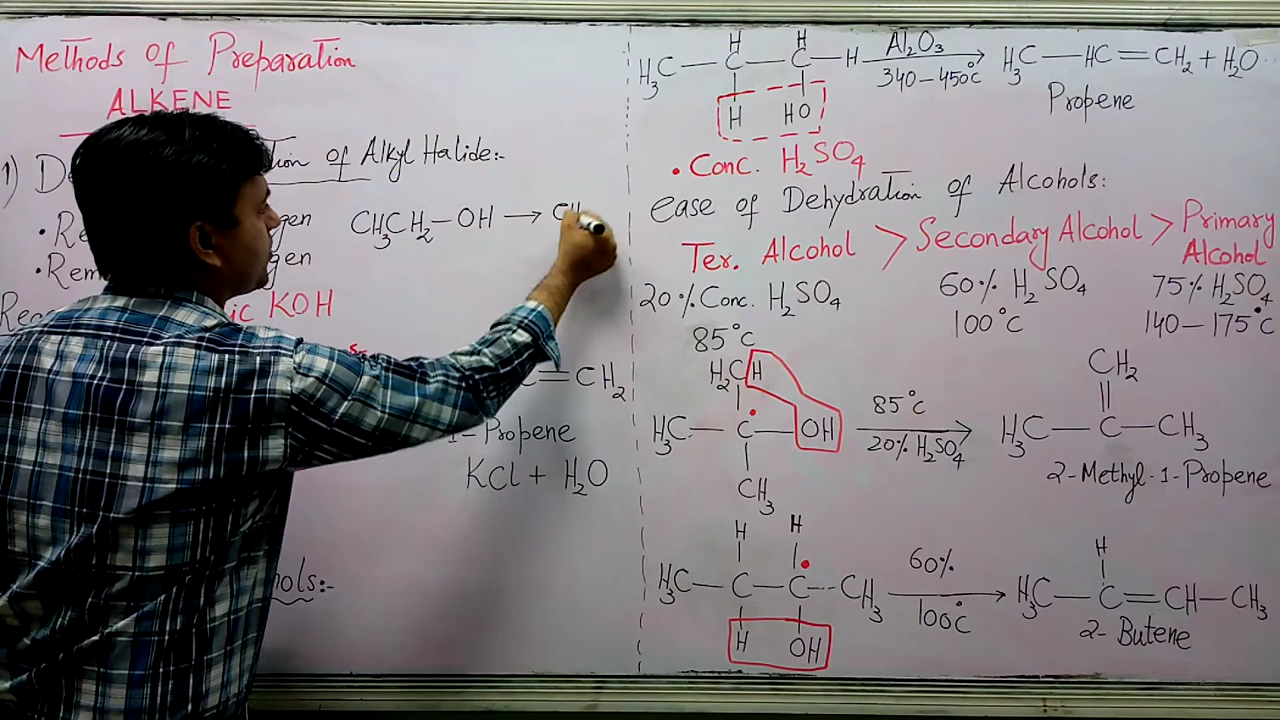 Methods of Preparation
ALKENE
1) D tion of Alkyl Halide:-
• Re gen CH3CH2-OH → CH
• Rem gen
Rea ic KOH
C=CH2
1-Propene
KCl + H2O
ols:-
H H
H3C-C-C-H Al2O3 → H3C-HC=CH2 + H2O
340-450°C
H HO Propene
• Conc. H2SO4
Ease of Dehydration of Alcohols:
Ter. Alcohol > Secondary Alcohol > Primary Alcohol
20% Conc. H2SO4 60% H2SO4 75% H2SO4
85°C 100°C 140-175°C
H2C H CH2
H3C-C-OH 85°C → H3C-C-CH3
20% H2SO4
CH3 2-Methyl-1-Propene
H H H
H3C-C-C-CH3 60% → H3C-C=CH-CH3
100°C
H OH 2-Butene